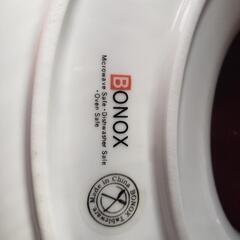 BONOX
Microwave Safe · Dishwasher Safe
· Oven Safe
Made in China BONOX Tableware